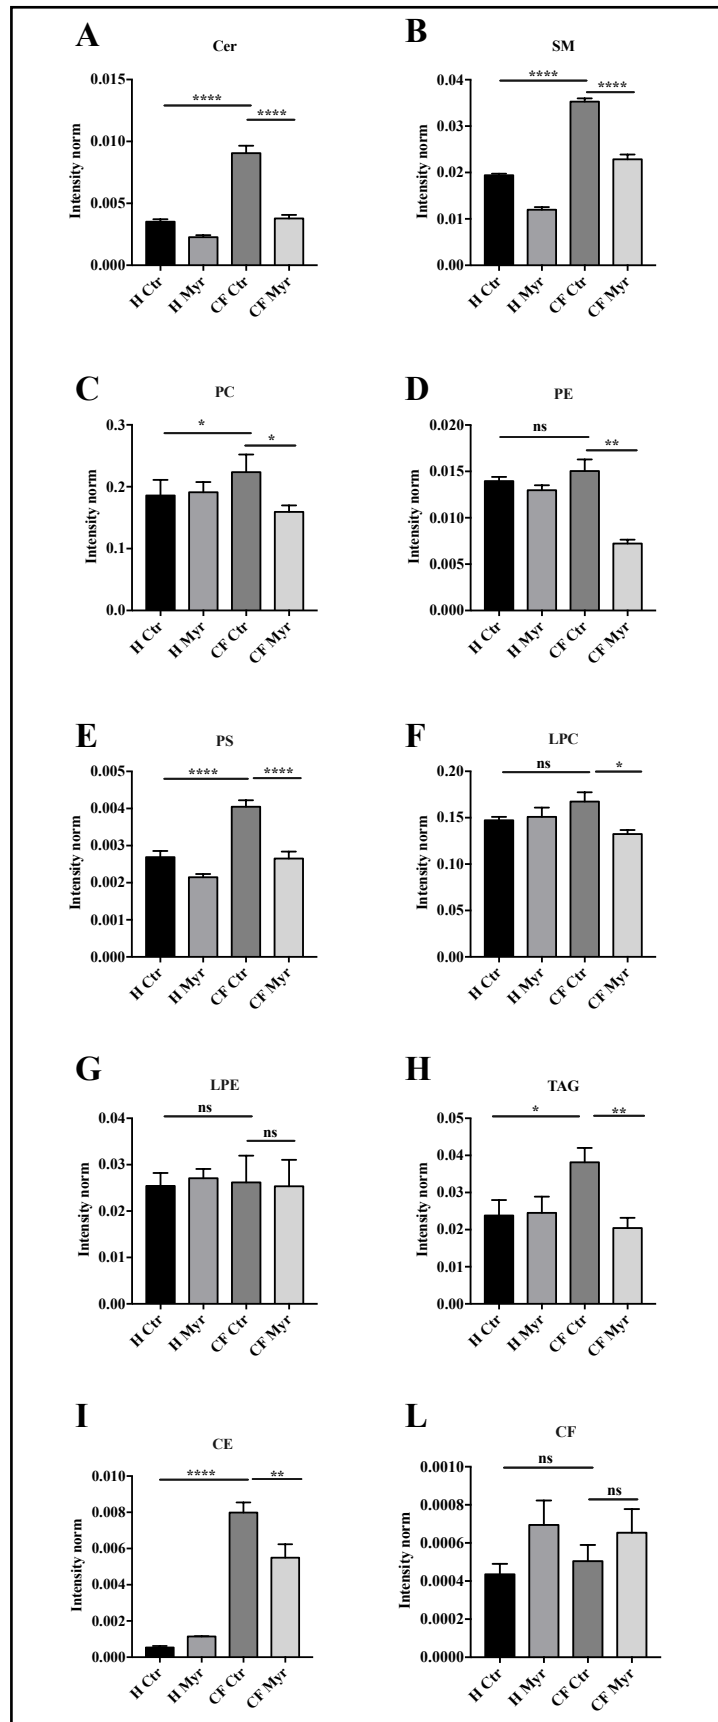 A
Cer
****
****
0.015
0.010
0.005
0.000
Intensity norm
H Ctr
H Myr
CF Ctr
CF Myr
B
SM
****
****
0.04
0.03
0.02
0.01
0.00
Intensity norm
H Ctr
H Myr
CF Ctr
CF Myr
C
PC
*
*
0.3
0.2
0.1
0.0
Intensity norm
H Ctr
H Myr
CF Ctr
CF Myr
D
PE
ns
**
0.020
0.015
0.010
0.005
0.000
Intensity norm
H Ctr
H Myr
CF Ctr
CF Myr
E
PS
****
****
0.005
0.004
0.003
0.002
0.001
0.000
Intensity norm
H Ctr
H Myr
CF Ctr
CF Myr
F
LPC
ns
*
0.20
0.15
0.10
0.05
0.00
Intensity norm
H Ctr
H Myr
CF Ctr
CF Myr
G
LPE
ns
ns
0.04
0.03
0.02
0.01
0.00
Intensity norm
H Ctr
H Myr
CF Ctr
CF Myr
H
TAG
*
**
0.05
0.04
0.03
0.02
0.01
0.00
Intensity norm
H Ctr
H Myr
CF Ctr
CF Myr
I
CE
****
**
0.010
0.008
0.006
0.004
0.002
0.000
Intensity norm
H Ctr
H Myr
CF Ctr
CF Myr
L
CF
ns
ns
0.0010
0.0008
0.0006
0.0004
0.0002
0.0000
Intensity norm
H Ctr
H Myr
CF Ctr
CF Myr